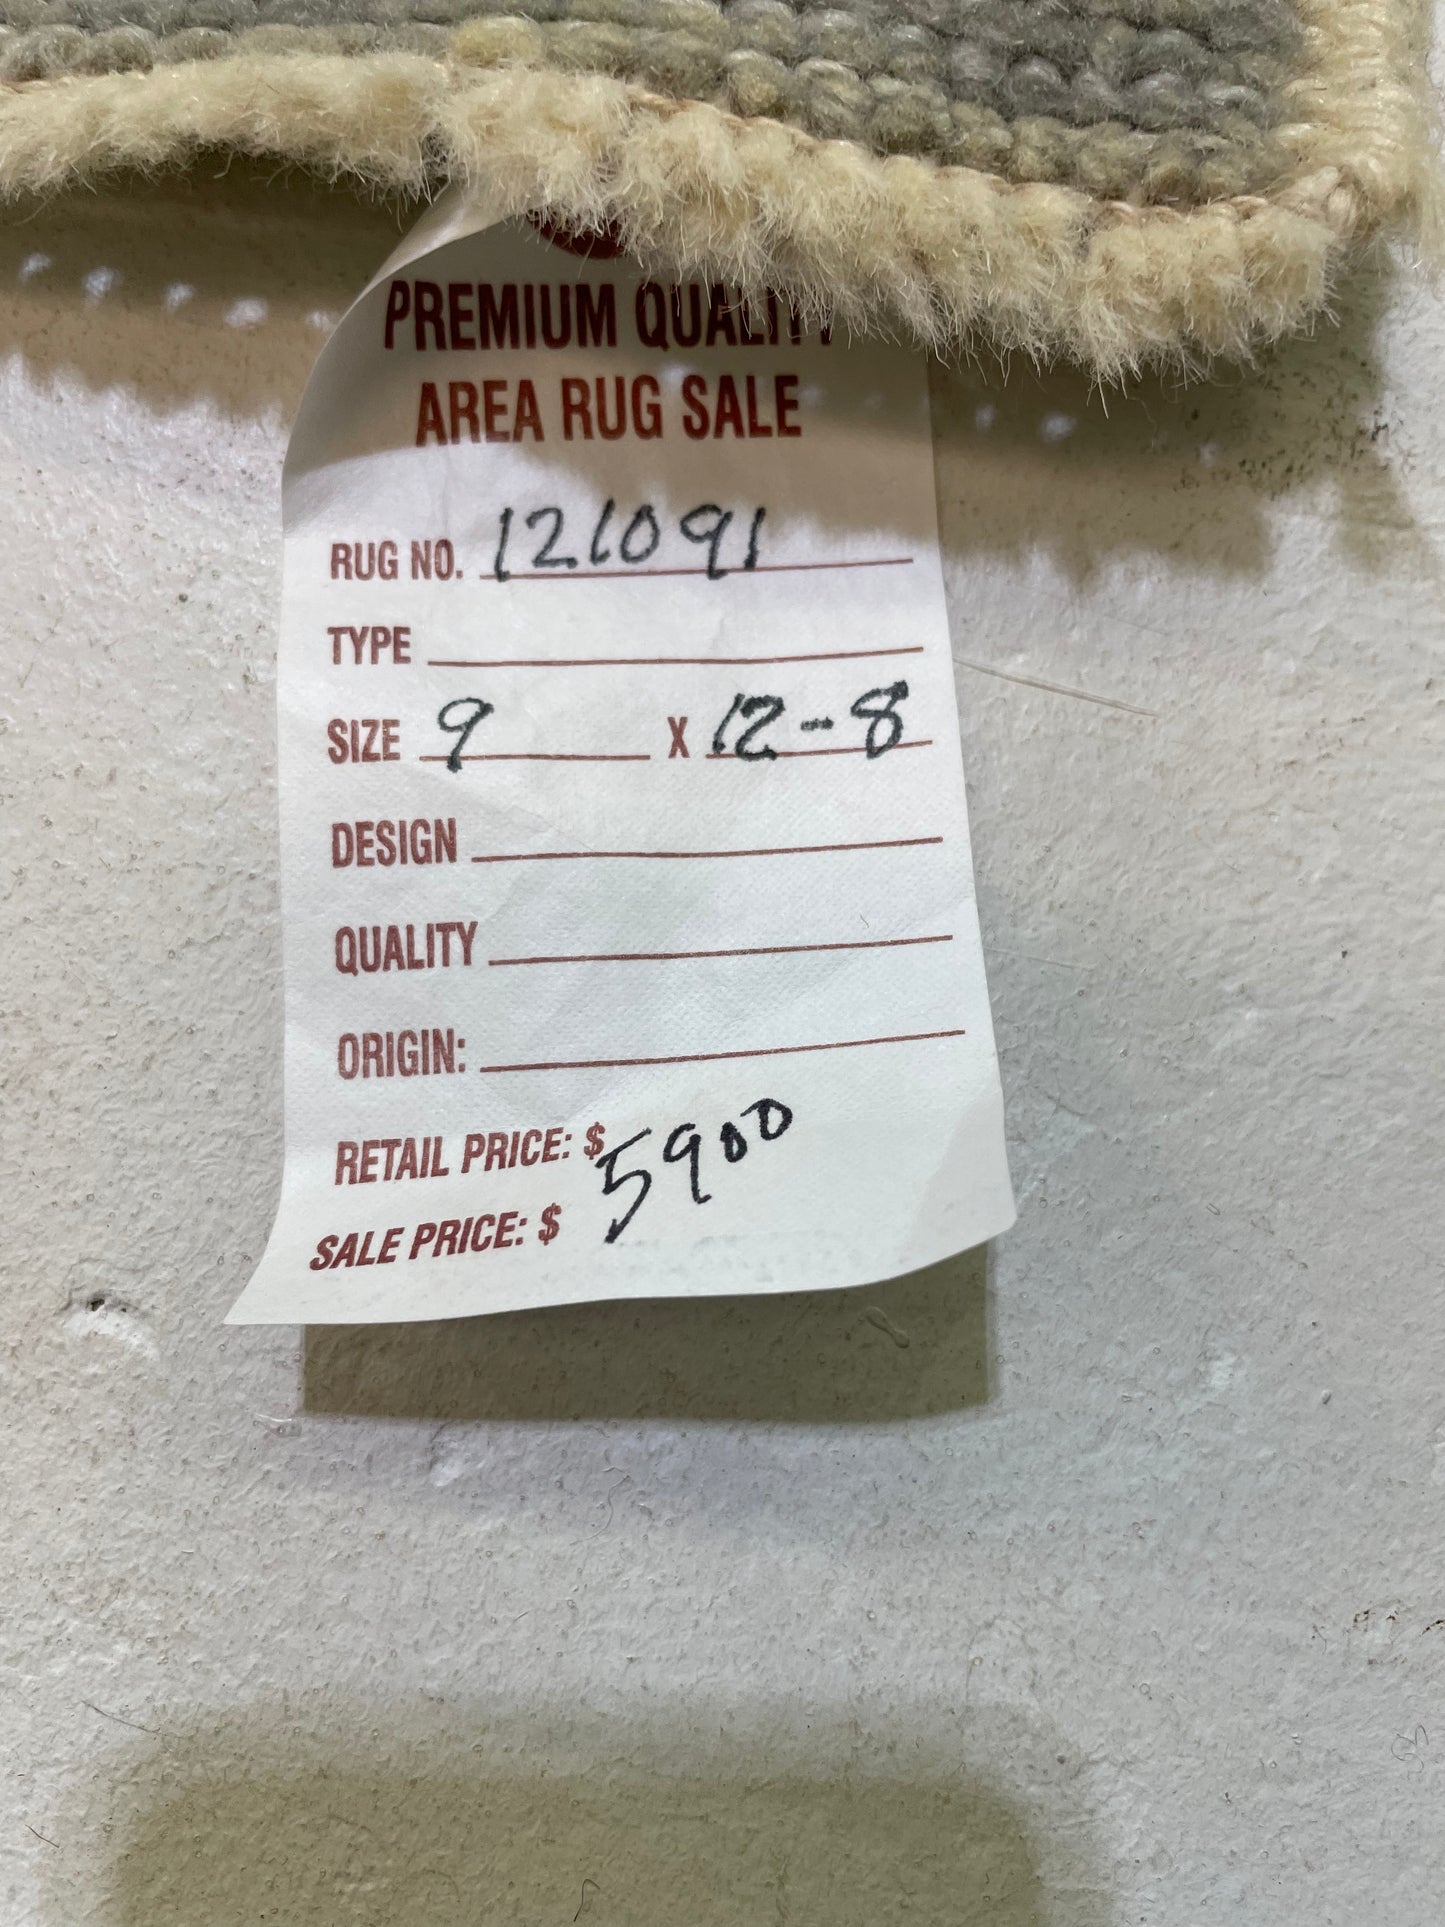 PREMIUM QUALITY
AREA RUG SALE
RUG NO. 121091
TYPE
SIZE 9 X 12-8
DESIGN
QUALITY
ORIGIN:
RETAIL PRICE: $ 5900
SALE PRICE: $